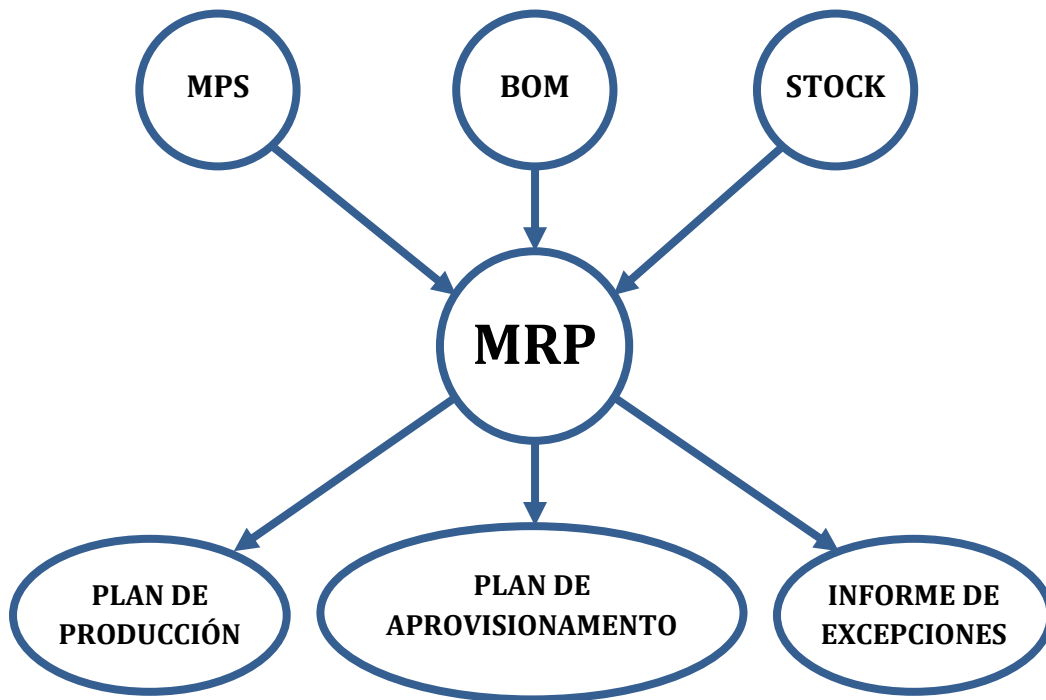 MPS
BOM
STOCK
MRP
PLAN DE
PRODUCCIÓN
PLAN DE
APROVISIONAMENTO
INFORME DE
EXCEPCIONES